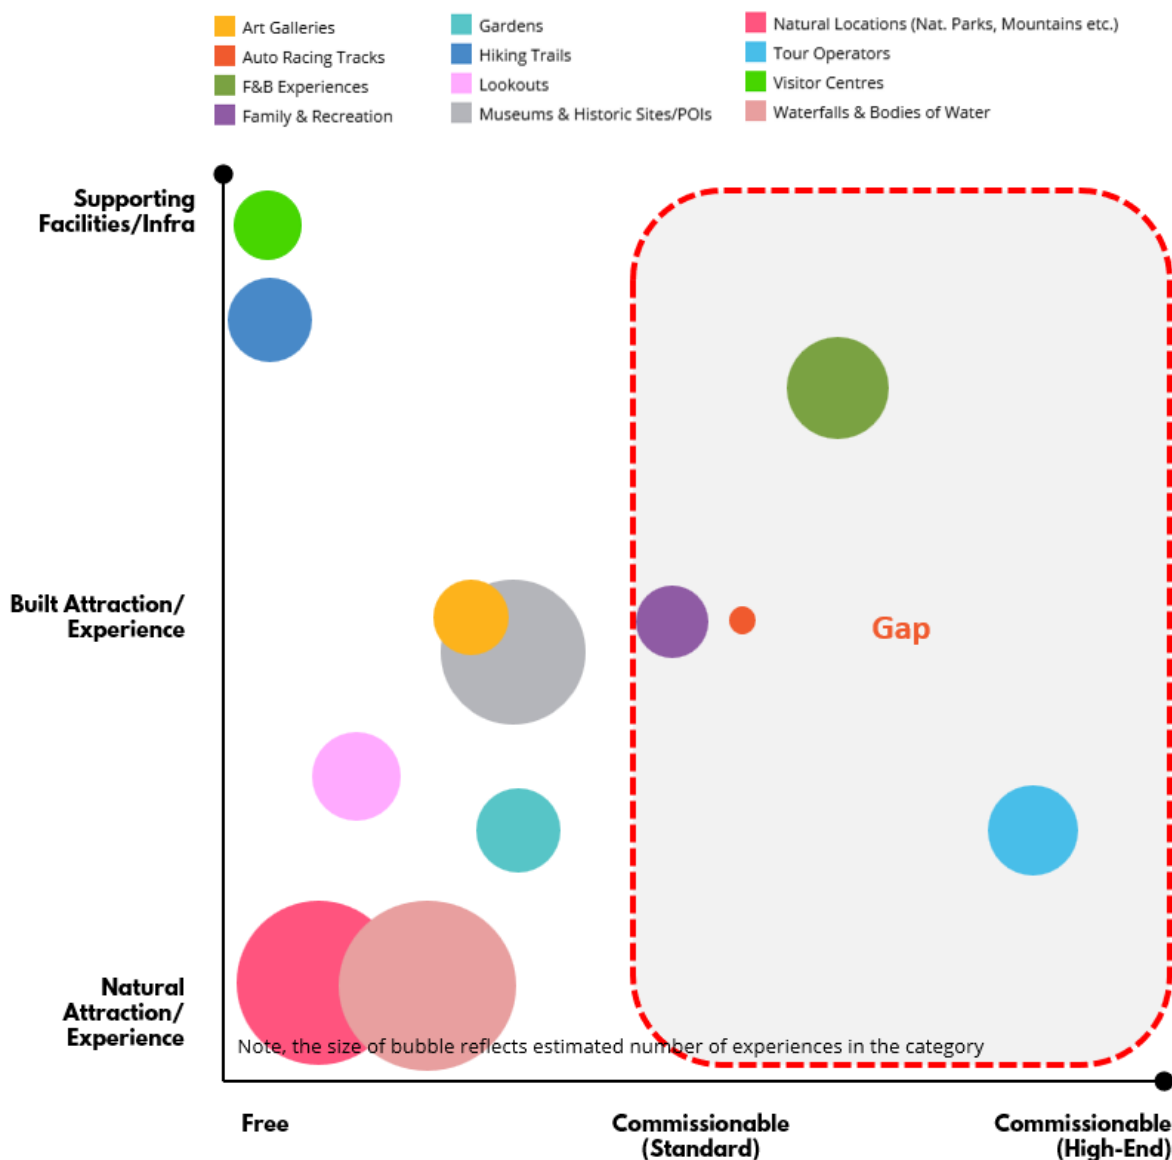 Art Galleries
Auto Racing Tracks
F&B Experiences
Family & Recreation
Gardens
Hiking Trails
Lookouts
Museums & Historic Sites/POIs
Natural Locations (Nat. Parks, Mountains etc.)
Tour Operators
Visitor Centres
Waterfalls & Bodies of Water
Supporting
Facilities/Infra
Built Attraction/
Experience
Gap
Natural
Attraction/
Experience
Note, the size of bubble reflects estimated number of experiences in the category
Free
Commissionable
(Standard)
Commissionable
(High-End)